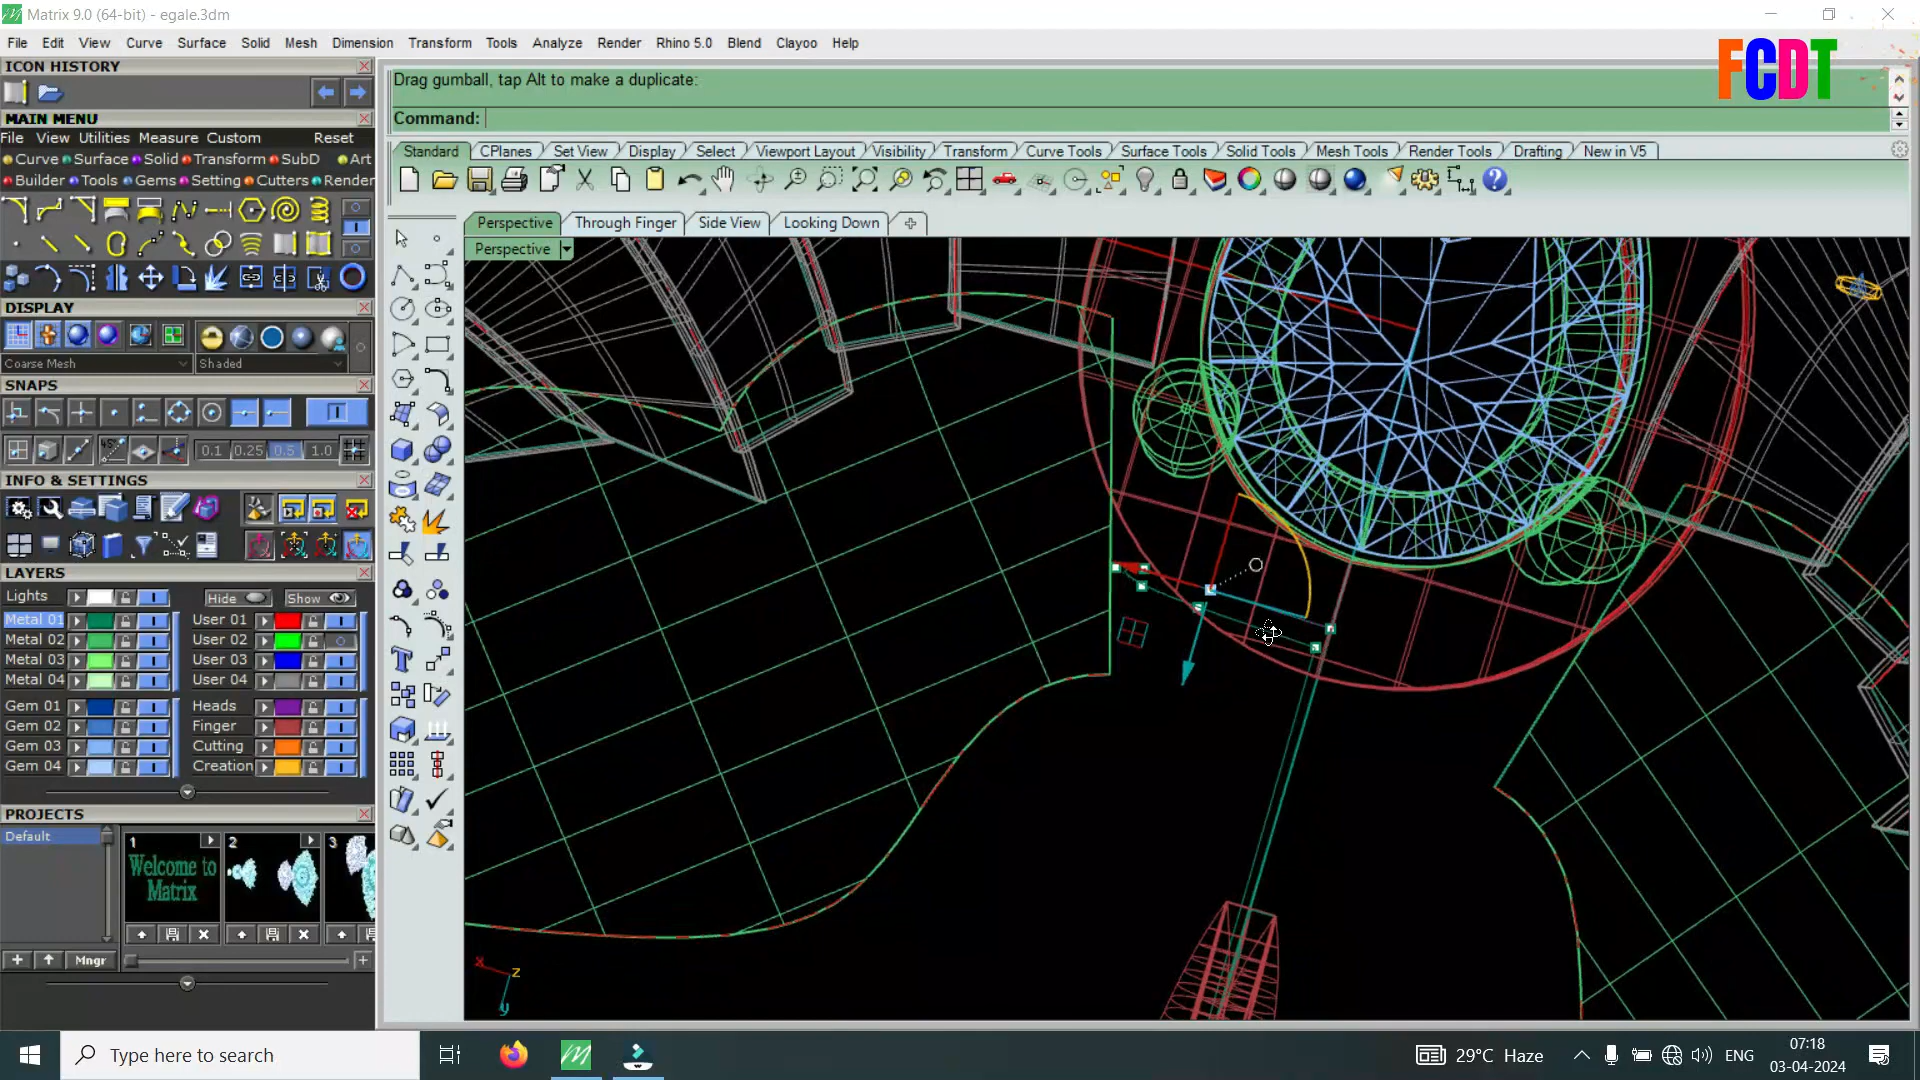 Matrix 9.0 (64-bit) - egale.3dm
File Edit View Curve Surface Solid Mesh Dimension Transform Tools Analyze Render Rhino 5.0 Blend Clayoo Help
FCDT
ICON HISTORY
Drag gumball, tap Alt to make a duplicate:
Command:
MAIN MENU
File View Utilities Measure Custom Reset
Curve Surface Solid Transform SubD Art
Builder Tools Gems Setting Cutters Render
Standard CPlanes Set View Display Select Viewport Layout Visibility Transform Curve Tools Surface Tools Solid Tools Mesh Tools Render Tools Drafting New in V5
Perspective Through Finger Side View Looking Down
Perspective
DISPLAY
Coarse Mesh Shaded
SNAPS
0.1 0.25 0.5 1.0
INFO & SETTINGS
LAYERS
Lights Hide Show
Metal 01 User 01
Metal 02 User 02
Metal 03 User 03
Metal 04 User 04
Gem 01 Heads
Gem 02 Finger
Gem 03 Cutting
Gem 04 Creation
PROJECTS
Default
1 2 3
Welcome to
Matrix
Mngr
x z
y
Type here to search
29°C Haze
ENG
07:18
03-04-2024